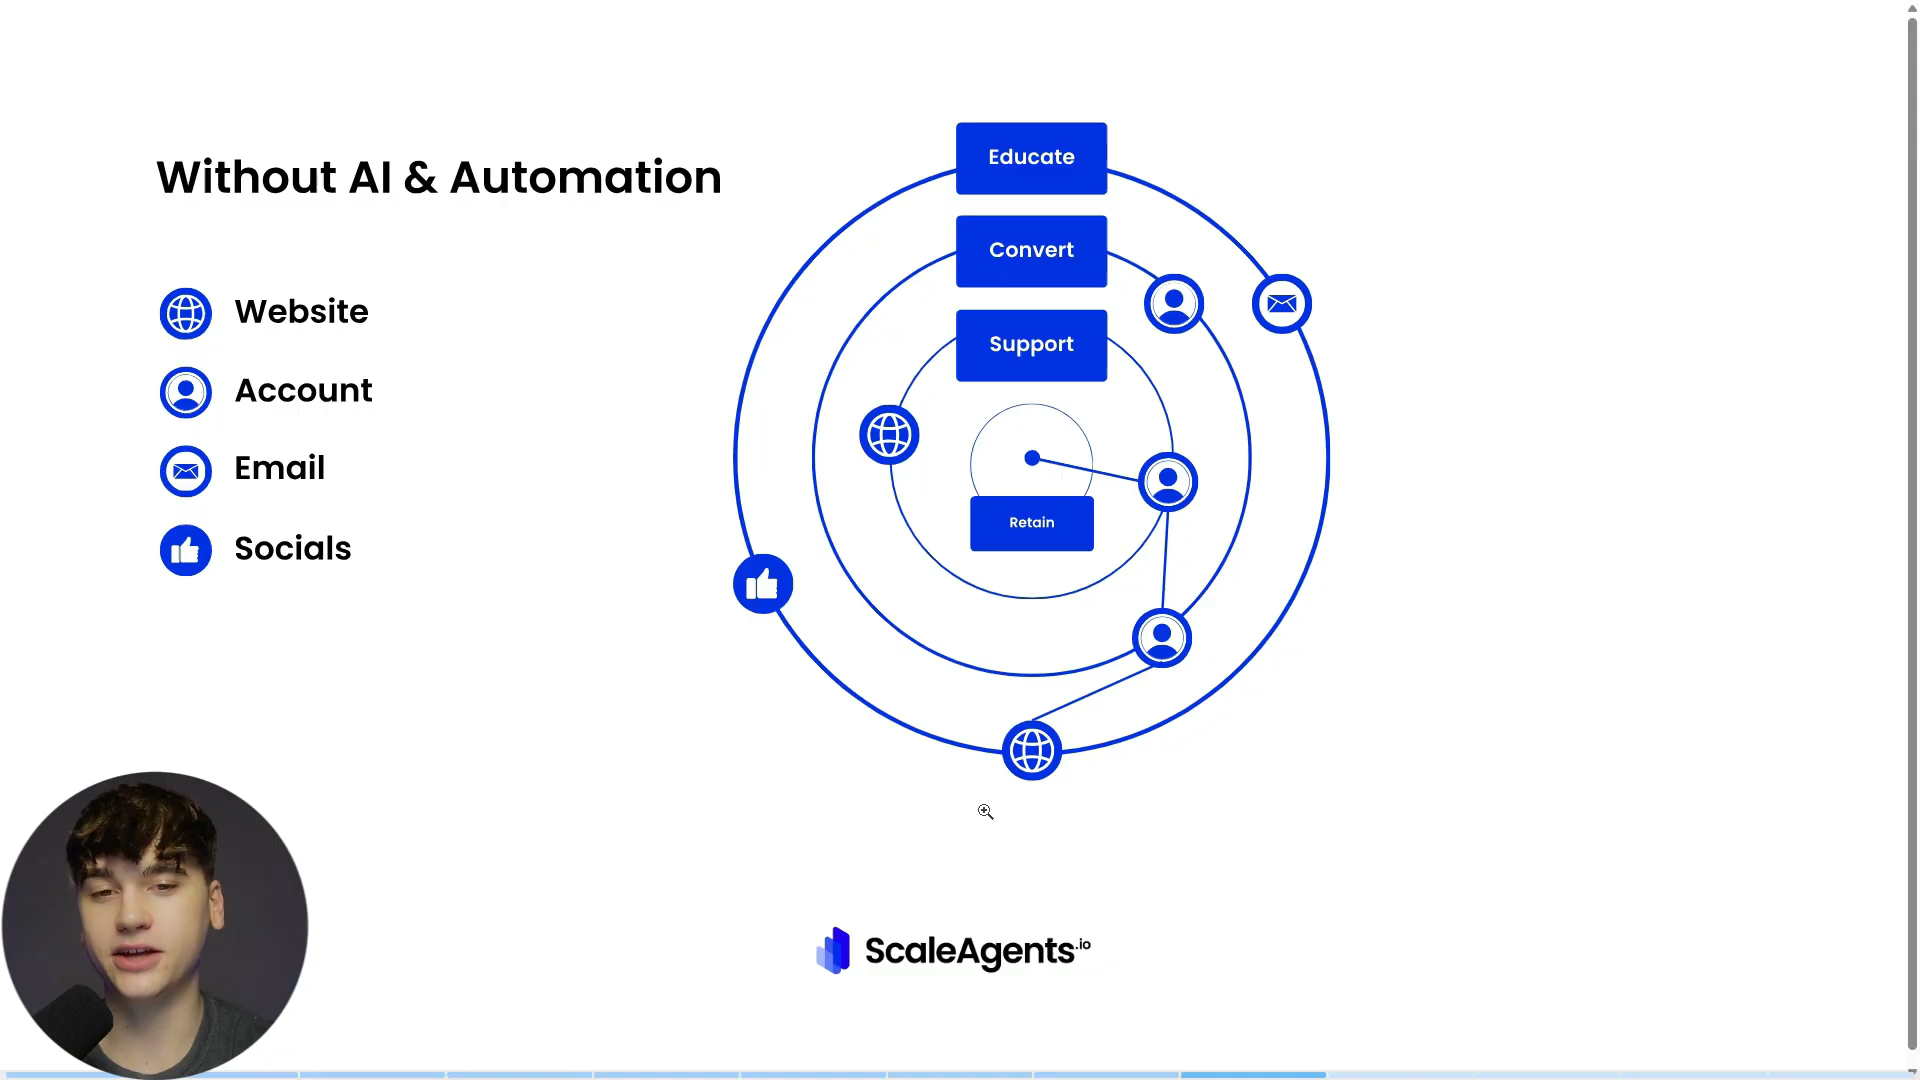 Without AI & Automation
Website
Account
Email
Socials
Educate
Convert
Support
Retain
ScaleAgents.io